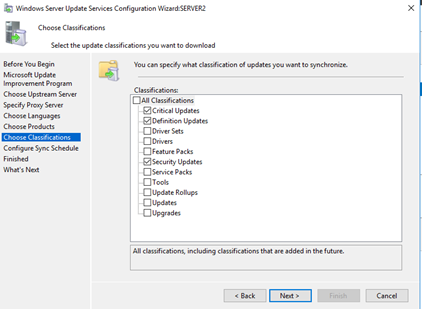 Windows Server Update Services Configuration Wizard:SERVER2
Choose Classifications
Select the update classifications you want to download
Before You Begin
Microsoft Update
Improvement Program
Choose Upstream Server
Specify Proxy Server
Choose Languages
Choose Products
Choose Classifications
Configure Sync Schedule
Finished
What's Next
You can specify what classification of updates you want to synchronize.
Classifications:
All Classifications
Critical Updates
Definition Updates
Driver Sets
Drivers
Feature Packs
Security Updates
Service Packs
Tools
Update Rollups
Updates
Upgrades
All classifications, including classifications that are added in the future.
< Back
Next >
Finish
Cancel